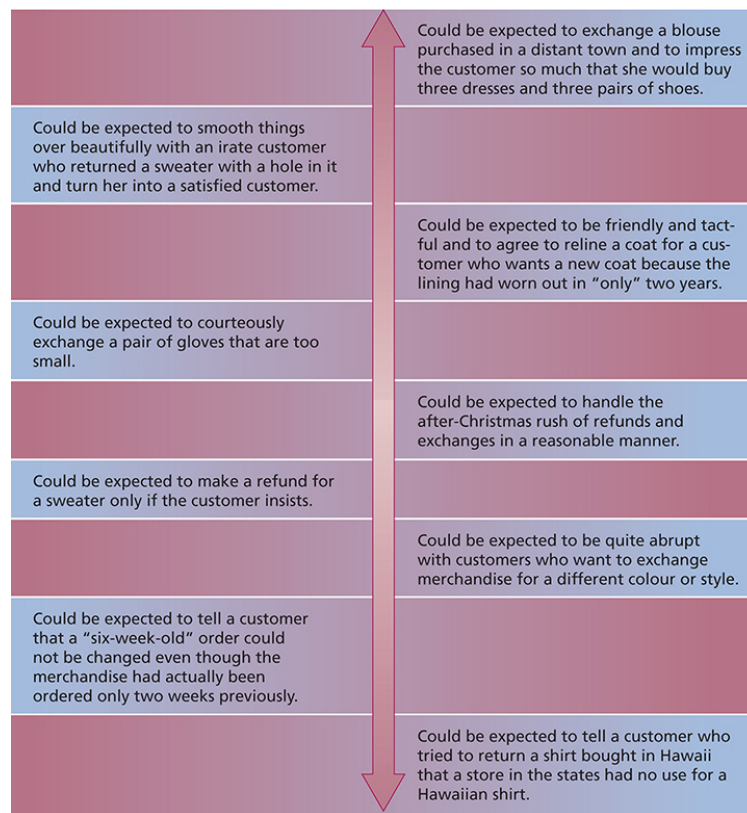 Could be expected to exchange a blouse
purchased in a distant town and to impress
the customer so much that she would buy
three dresses and three pairs of shoes.
Could be expected to smooth things
over beautifully with an irate customer
who returned a sweater with a hole in it
and turn her into a satisfied customer.
Could be expected to be friendly and tact-
ful and to agree to reline a coat for a cus-
tomer who wants a new coat because the
lining had worn out in “only” two years.
Could be expected to courteously
exchange a pair of gloves that are too
small.
Could be expected to handle the
after-Christmas rush of refunds and
exchanges in a reasonable manner.
Could be expected to make a refund for
a sweater only if the customer insists.
Could be expected to be quite abrupt
with customers who want to exchange
merchandise for a different colour or style.
Could be expected to tell a customer
that a “six-week-old” order could
not be changed even though the
merchandise had actually been
ordered only two weeks previously.
Could be expected to tell a customer who
tried to return a shirt bought in Hawaii
that a store in the states had no use for a
Hawaiian shirt.